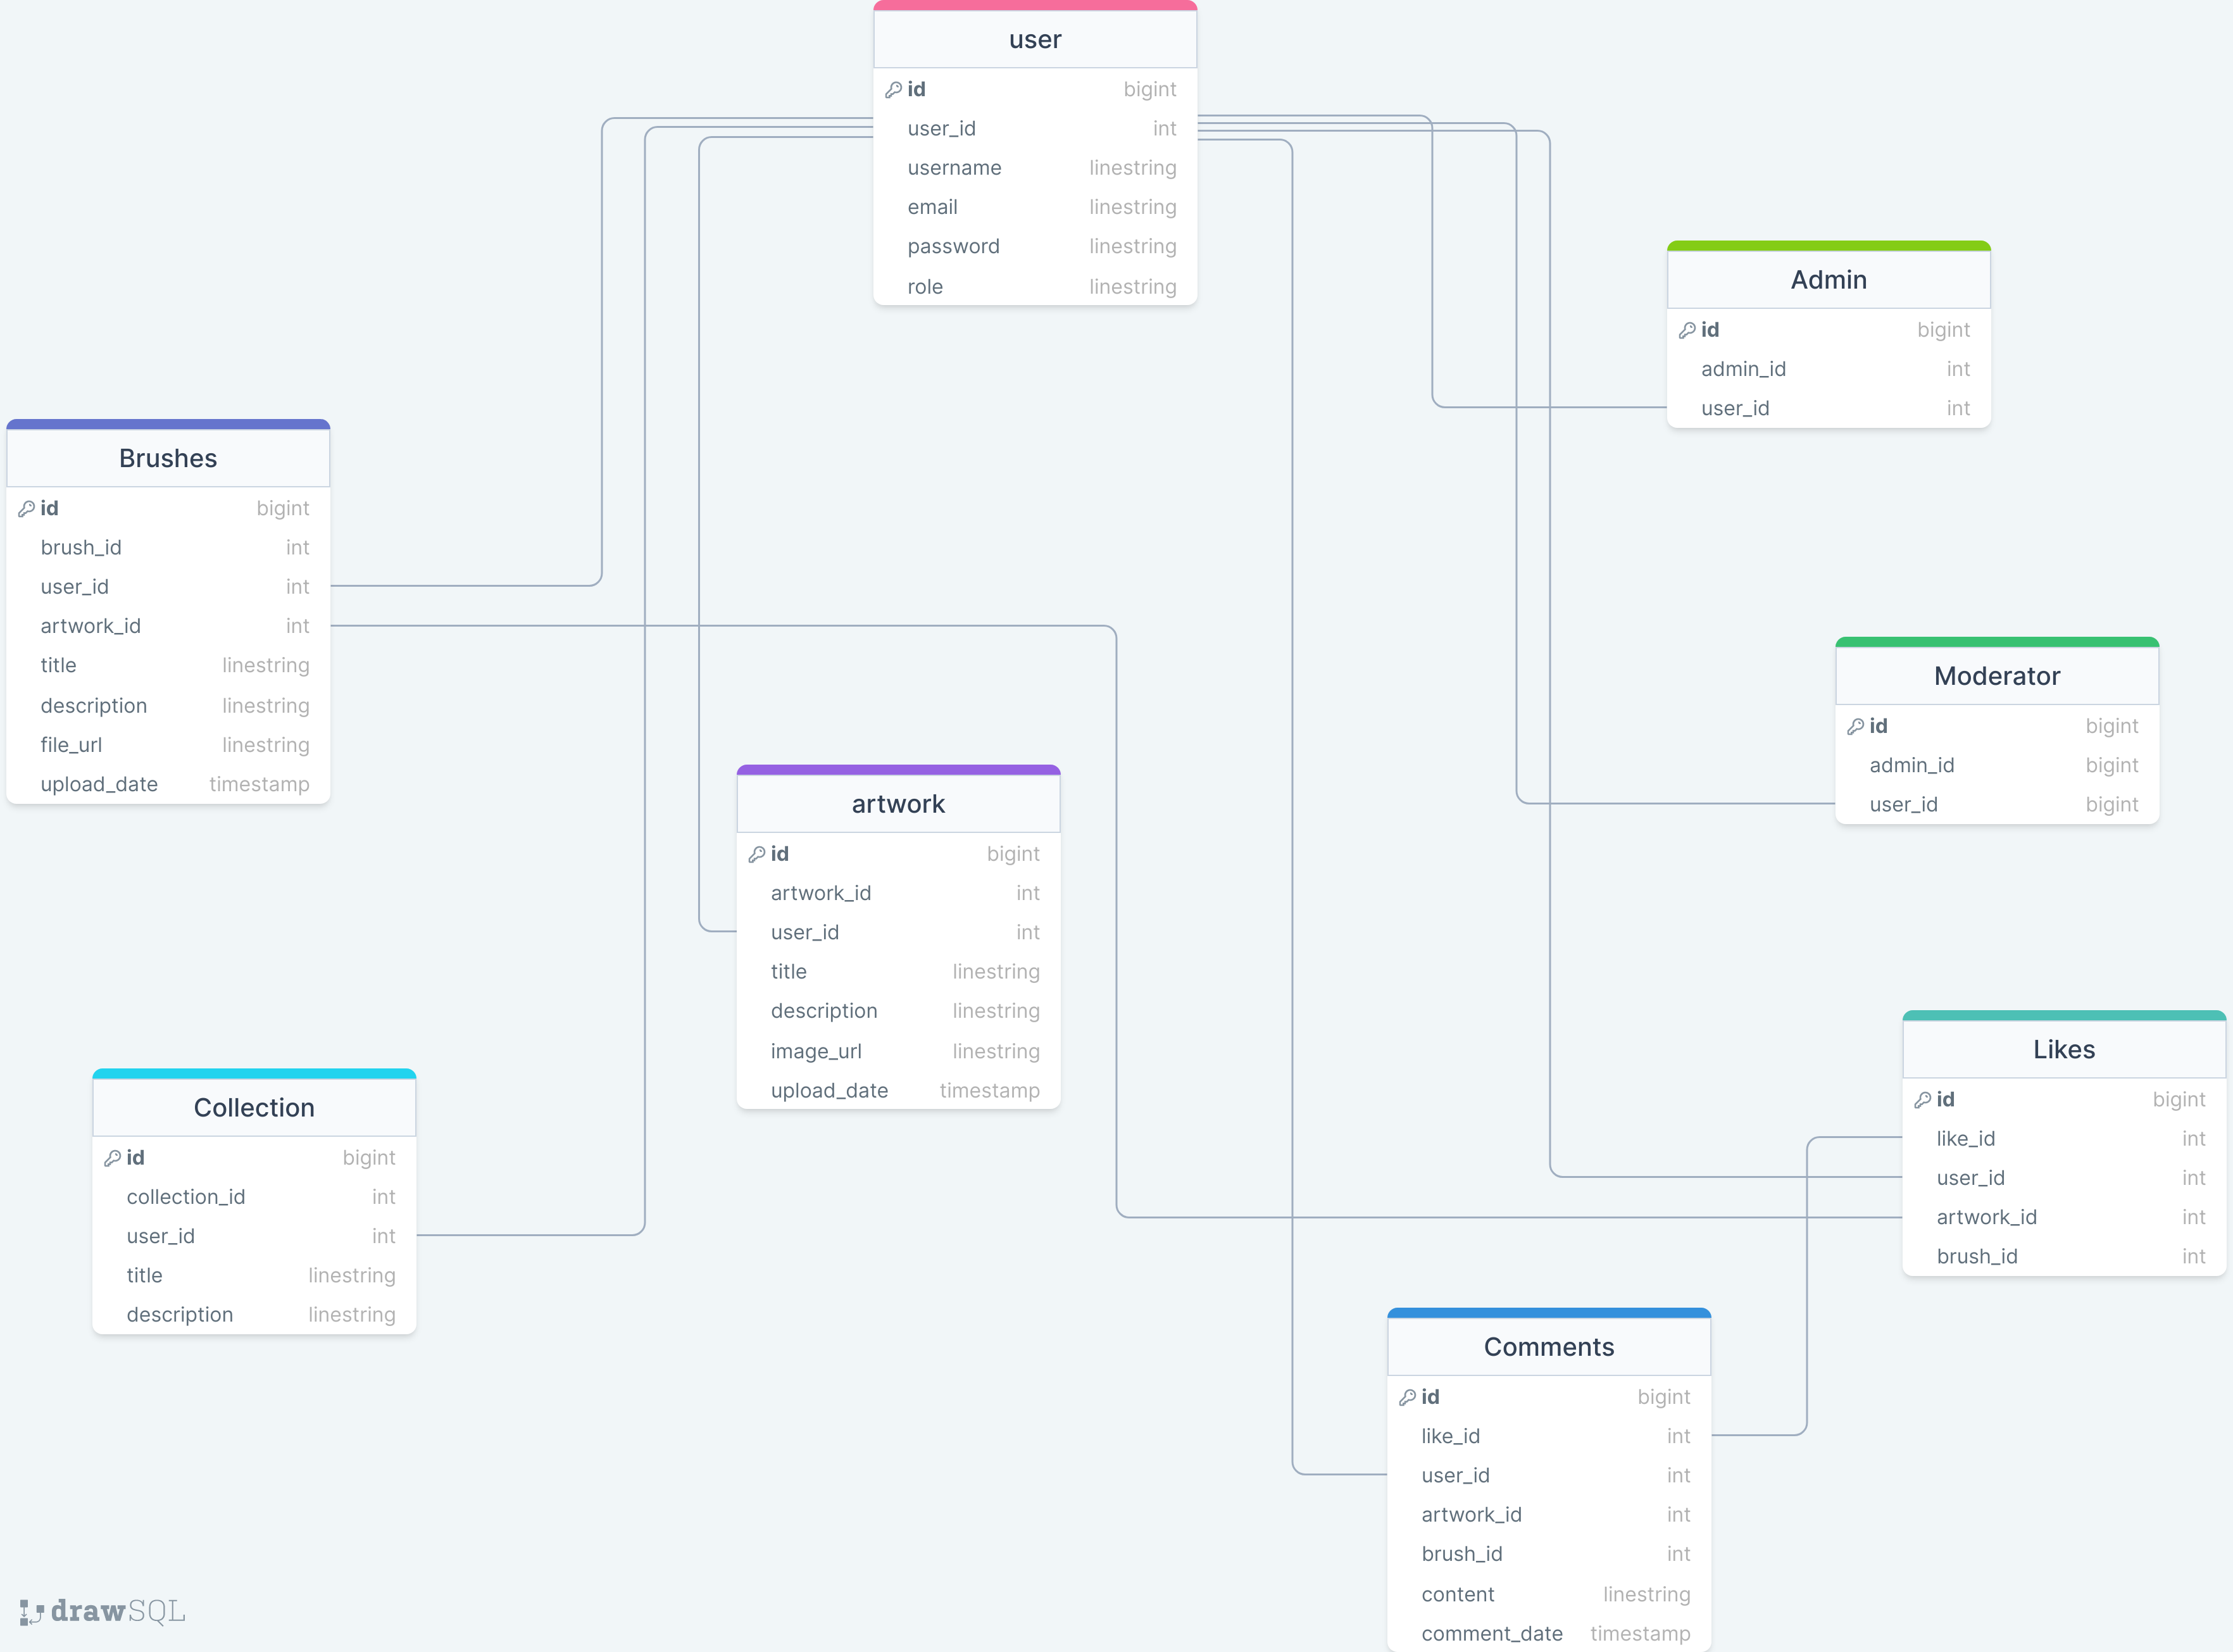 user
id bigint
user_id int
username linestring
email linestring
password linestring
role linestring
Admin
id bigint
admin_id int
user_id int
Brushes
id bigint
brush_id int
user_id int
artwork_id int
title linestring
description linestring
file_url linestring
upload_date timestamp
Moderator
id bigint
admin_id bigint
user_id bigint
artwork
id bigint
artwork_id int
user_id int
title linestring
description linestring
image_url linestring
upload_date timestamp
Likes
id bigint
like_id int
user_id int
artwork_id int
brush_id int
Collection
id bigint
collection_id int
user_id int
title linestring
description linestring
Comments
id bigint
like_id int
user_id int
artwork_id int
brush_id int
content linestring
comment_date timestamp
drawSQL